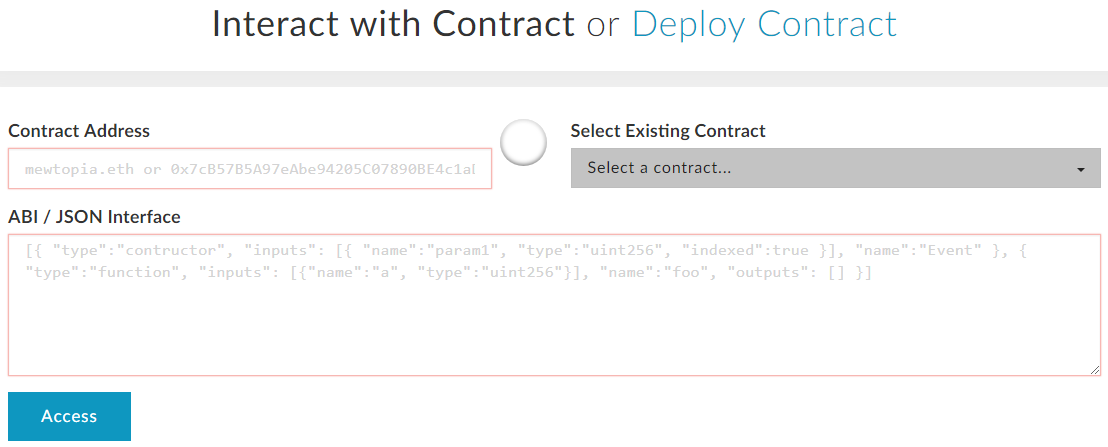 Interact with Contract or Deploy Contract
Contract Address
mewtopia.eth or 0x7cB57B5A97eAbe94205C07890BE4c1aD
Select Existing Contract
Select a contract...
ABI / JSON Interface
[{ "type":"contructor", "inputs": [{ "name":"param1", "type":"uint256", "indexed":true }], "name":"Event" }, {
"type":"function", "inputs": [{"name":"a", "type":"uint256"}], "name":"foo", "outputs": [] }]
Access